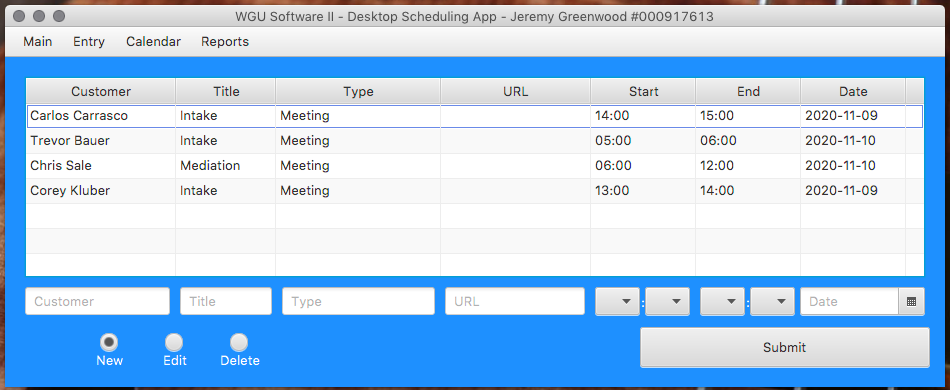 WGU Software II - Desktop Scheduling App - Jeremy Greenwood #000917613
Main Entry Calendar Reports
Customer Title Type URL Start End Date
Carlos Carrasco Intake Meeting 14:00 15:00 2020-11-09
Trevor Bauer Intake Meeting 05:00 06:00 2020-11-10
Chris Sale Mediation Meeting 06:00 12:00 2020-11-10
Corey Kluber Intake Meeting 13:00 14:00 2020-11-09
Customer Title Type URL : : Date
New Edit Delete Submit